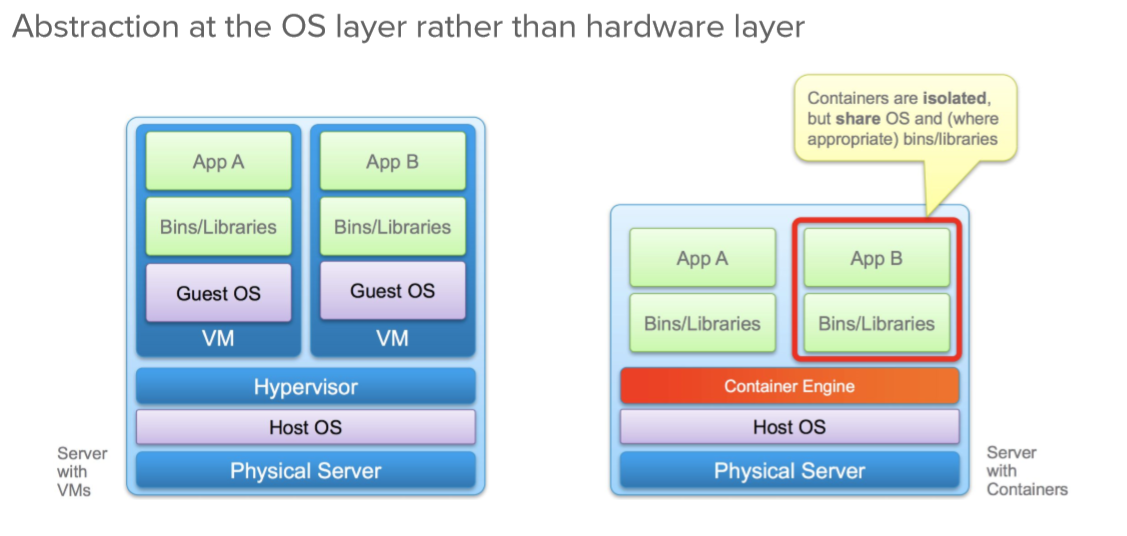 Abstraction at the OS layer rather than hardware layer
App A
App B
Bins/Libraries
Bins/Libraries
Guest OS
Guest OS
VM
VM
Hypervisor
Host OS
Physical Server
Server
with
VMs
Containers are isolated,
but share OS and (where
appropriate) bins/libraries
App A
App B
Bins/Libraries
Bins/Libraries
Container Engine
Host OS
Physical Server
Server
with
Containers